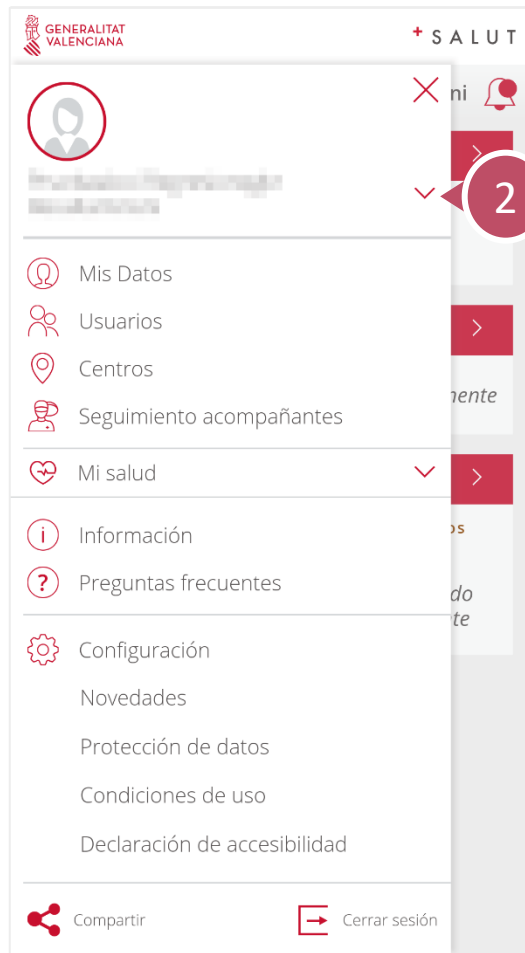 GENERALITAT
VALENCIANA
+ SALUT
ni
2
Mis Datos
Usuarios
Centros
nente
Seguimiento acompañantes
Mi salud
os
i Información
? Preguntas frecuentes
do
te
Configuración
Novedades
Protección de datos
Condiciones de uso
Declaración de accesibilidad
Compartir
Cerrar sesión